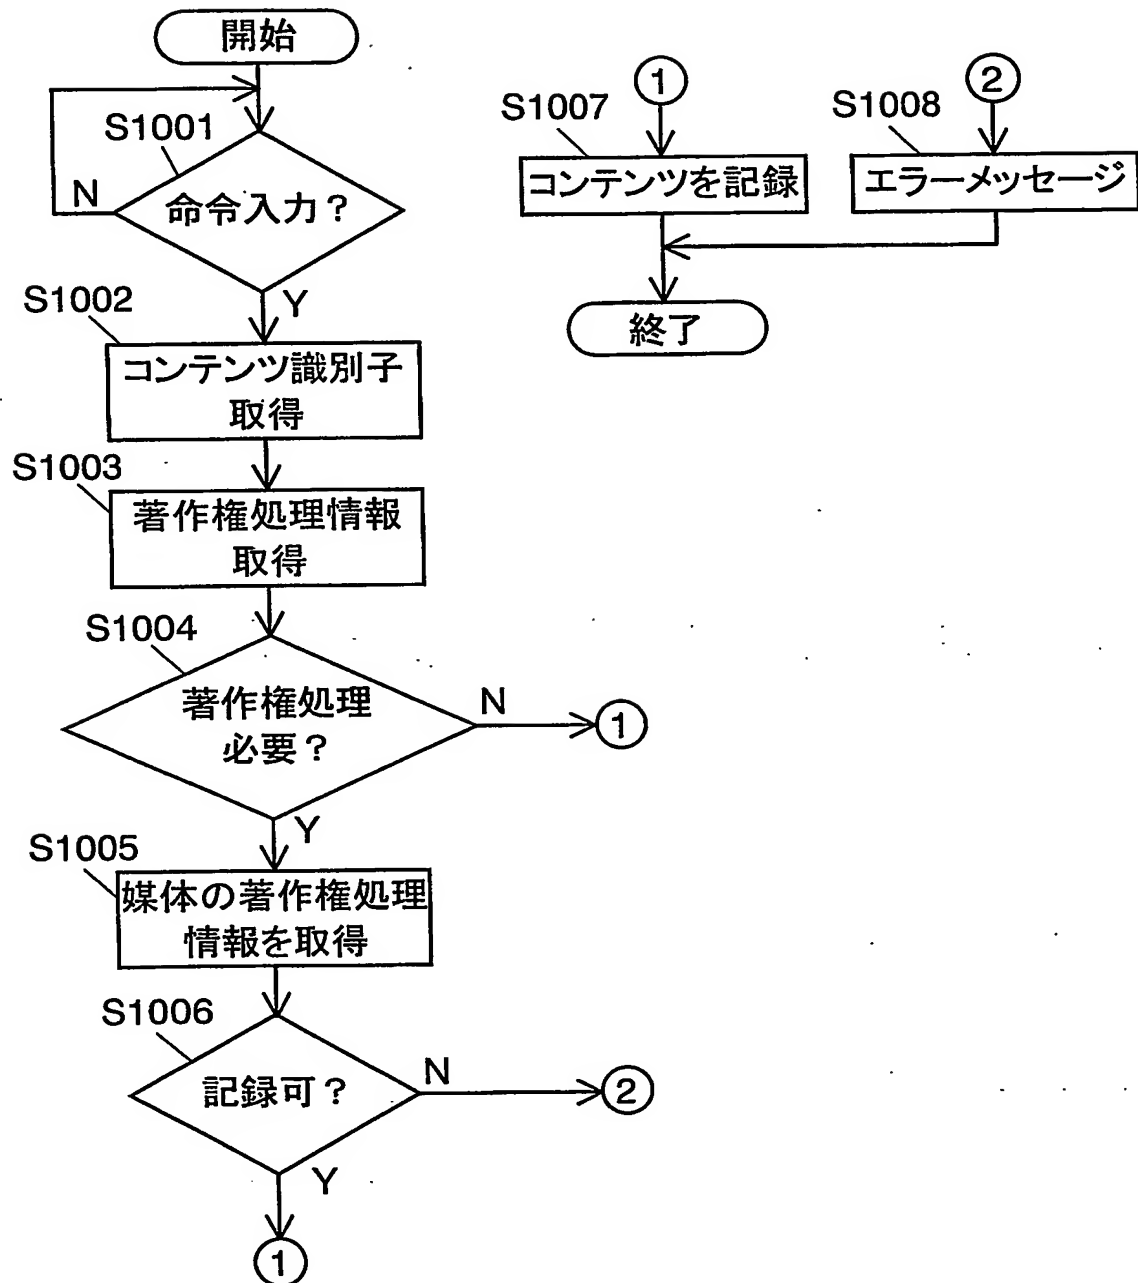 開始
S1001
N
命令入力？
Y
S1002
コンテンツ識別子
取得
S1003
著作権処理情報
取得
S1004
著作権処理
必要？
N
①
Y
S1005
媒体の著作権処理
情報を取得
S1006
記録可？
N
②
Y
①
①
S1007
コンテンツを記録
②
S1008
エラーメッセージ
終了